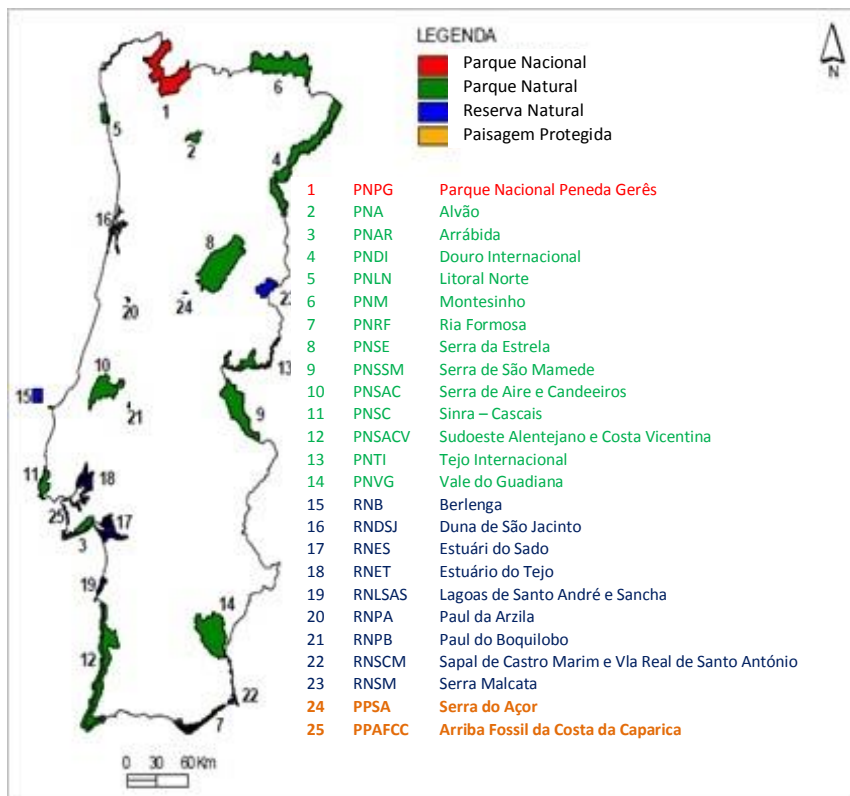 LEGENDA
Parque Nacional
Parque Natural
Reserva Natural
Paisagem Protegida
N
1 PNPG Parque Nacional Peneda Gerês
2 PNA Alvão
3 PNAR Arrábida
4 PNDI Douro Internacional
5 PNLN Litoral Norte
6 PNM Montesinho
7 PNRF Ria Formosa
8 PNSE Serra da Estrela
9 PNSSM Serra de São Mamede
10 PNSAC Serra de Aire e Candeeiros
11 PNSC Sinra – Cascais
12 PNSACV Sudoeste Alentejano e Costa Vicentina
13 PNTI Tejo Internacional
14 PNVG Vale do Guadiana
15 RNB Berlenga
16 RNDSJ Duna de São Jacinto
17 RNES Estuári do Sado
18 RNET Estuário do Tejo
19 RNLSAS Lagoas de Santo André e Sancha
20 RNPA Paul da Arzila
21 RNPB Paul do Boquilobo
22 RNSCM Sapal de Castro Marim e Vla Real de Santo António
23 RNSM Serra Malcata
24 PPSA Serra do Açor
25 PPAFCC Arriba Fossil da Costa da Caparica
6
1
5
2
4
16
8
24
20
13
10
15
21
9
11
18
25
3
17
19
14
12
22
7
0 30 60 Km